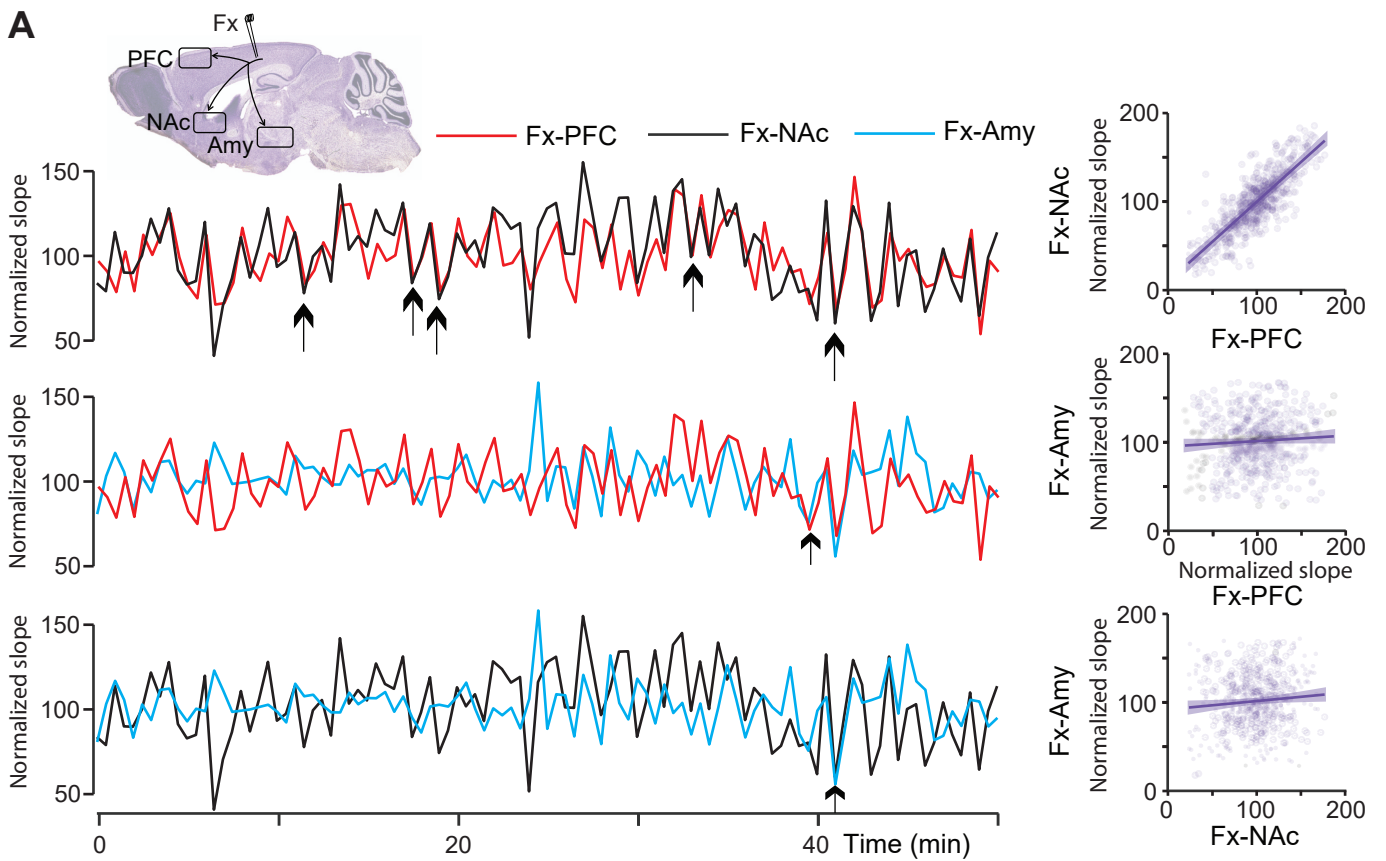 A
Fx
PFC
NAc
Amy
Fx-PFC
Fx-NAc
Fx-Amy
Normalized slope
150
100
50
Normalized slope
150
100
50
Normalized slope
150
100
50
0
20
40
Time (min)
Fx-NAc
Normalized slope
200
100
0
0
100
200
Fx-PFC
Fx-Amy
Normalized slope
200
100
0
0
100
200
Normalized slope
Fx-PFC
Fx-Amy
Normalized slope
200
100
0
0
100
200
Fx-NAc